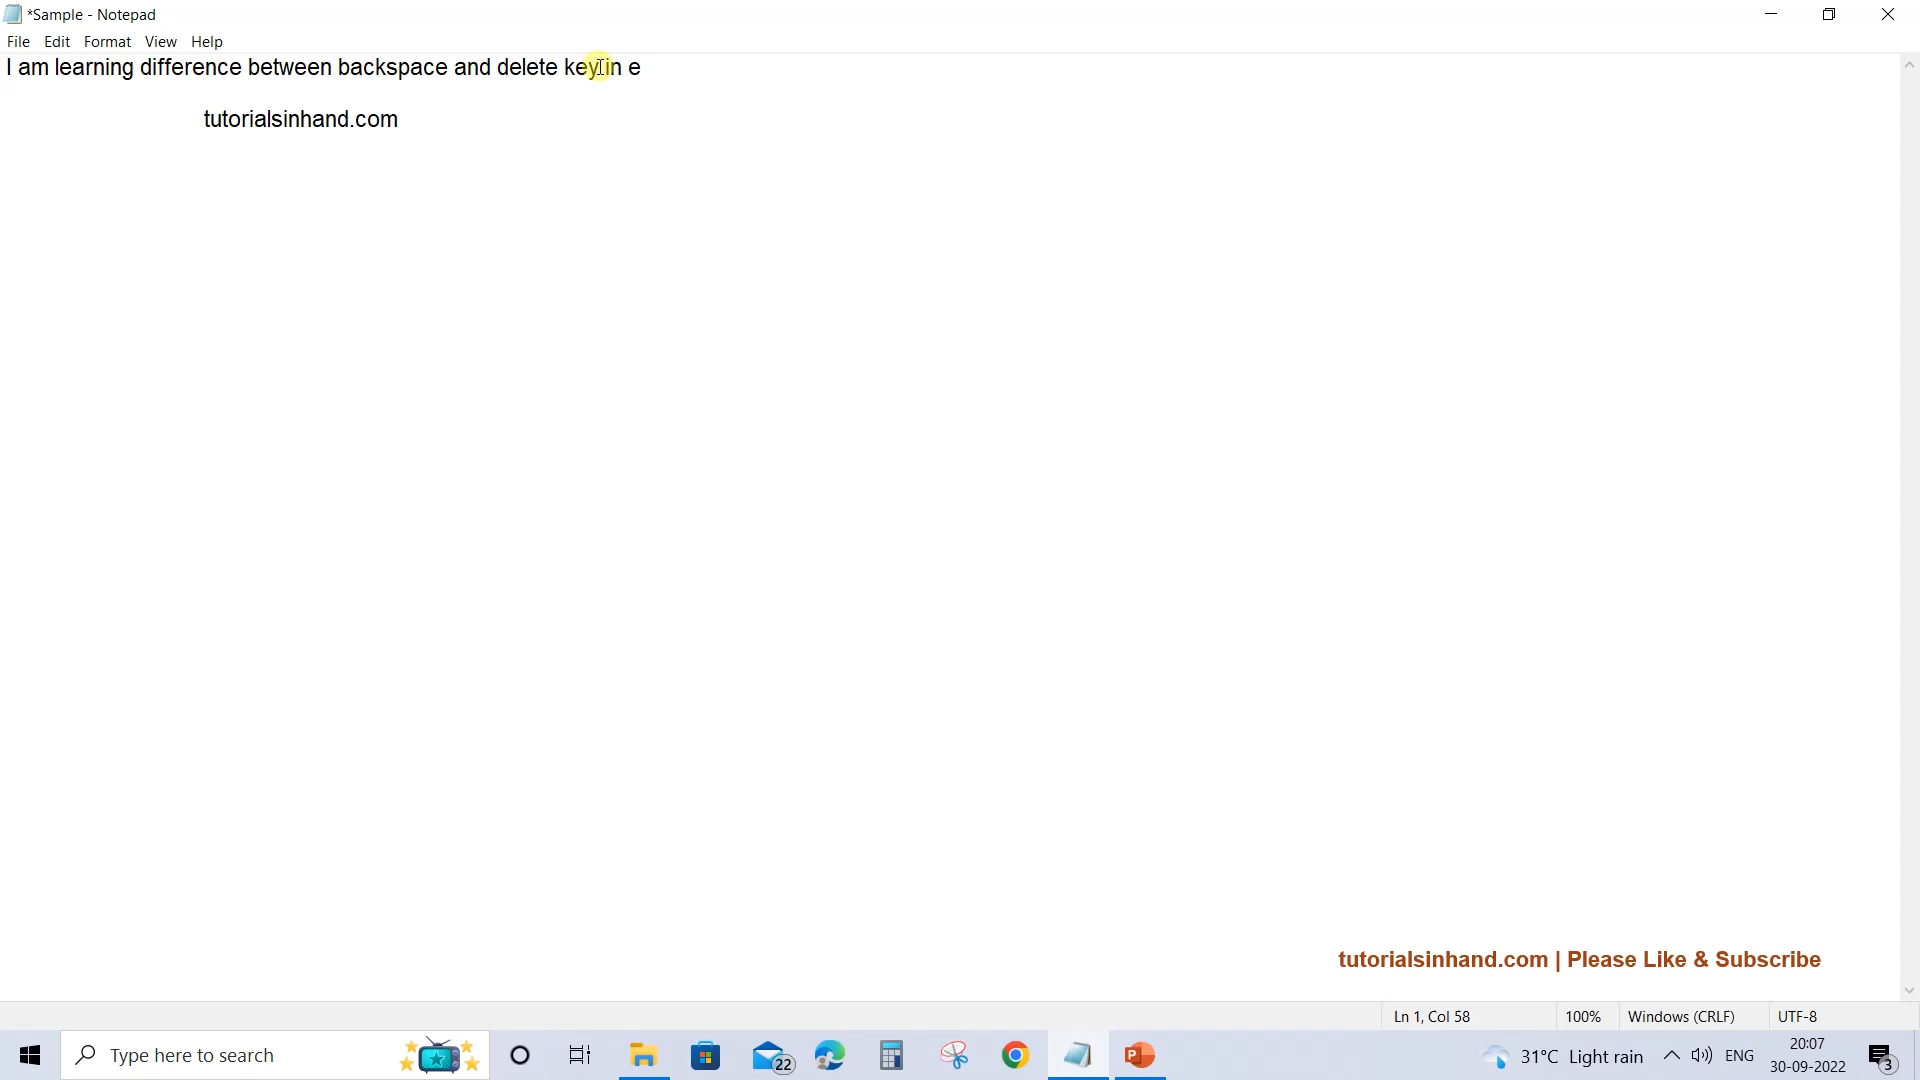 *Sample - Notepad
File Edit Format View Help
I am learning difference between backspace and delete key in e
tutorialsinhand.com
tutorialsinhand.com | Please Like & Subscribe
Ln 1, Col 58 100% Windows (CRLF) UTF-8
Type here to search 22 31°C Light rain ENG 20:07
30-09-2022 3